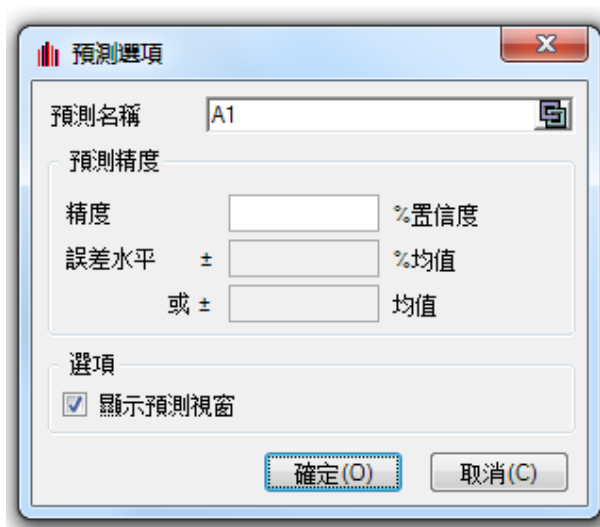 預測選項
預測名稱 A1
預測精度
精度 %置信度
誤差水平 ± %均值
或 ± 均值
選項
顯示預測視窗
確定(O) 取消(C)